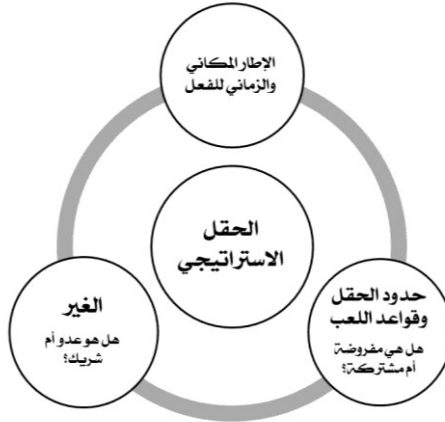 الإطار المكاني
والزماني للفعل
الحقل
الاستراتيجي
حدود الحقل
وقواعد اللعب
هل هي مفروضة
أم مشتركة؟
الغير
هل هو عدو أم
شريك؟